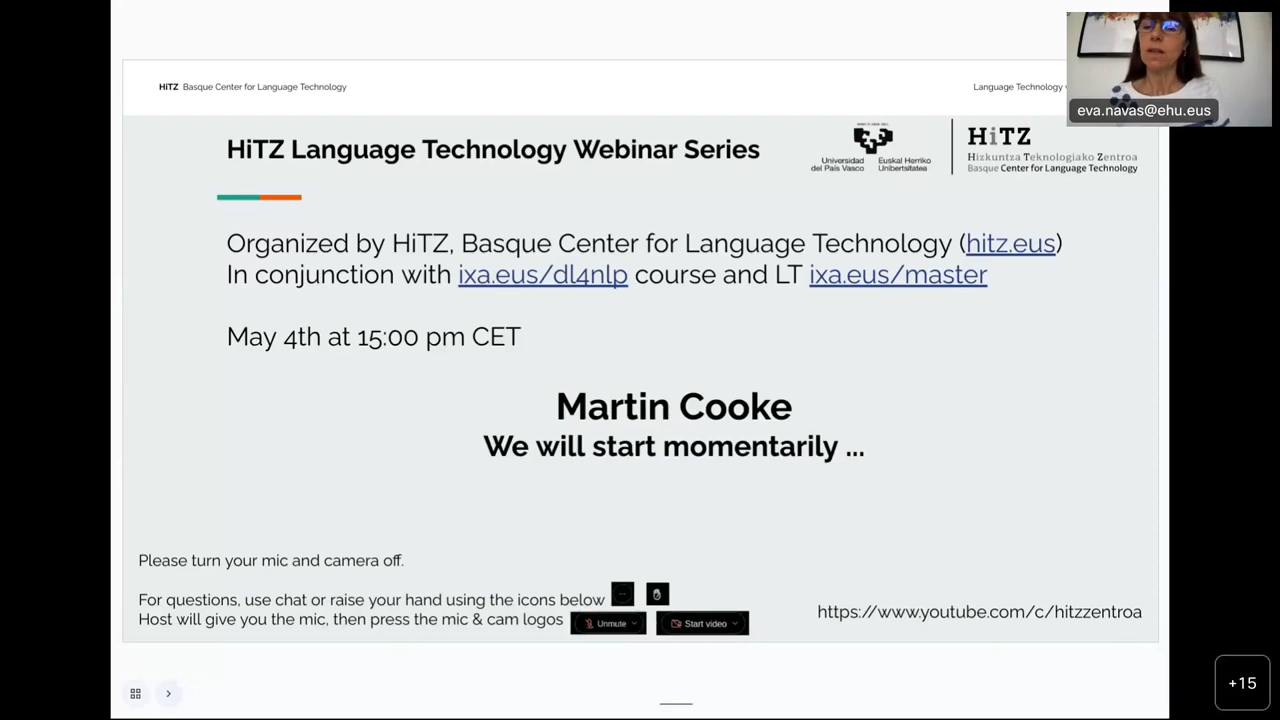 HiTZ Basque Center for Language Technology
Language Technology
eva.navas@ehu.eus
HiTZ Language Technology Webinar Series
Universidad del País Vasco
Euskal Herriko Unibertsitatea
HiTZ
Hizkuntza Teknologiako Zentroa
Basque Center for Language Technology
Organized by HiTZ, Basque Center for Language Technology (hitz.eus)
In conjunction with ixa.eus/dl4nlp course and LT ixa.eus/master
May 4th at 15:00 pm CET
Martin Cooke
We will start momentarily ...
Please turn your mic and camera off.
For questions, use chat or raise your hand using the icons below
Host will give you the mic, then press the mic & cam logos
Unmute
Start video
https://www.youtube.com/c/hitzzentroa
+15